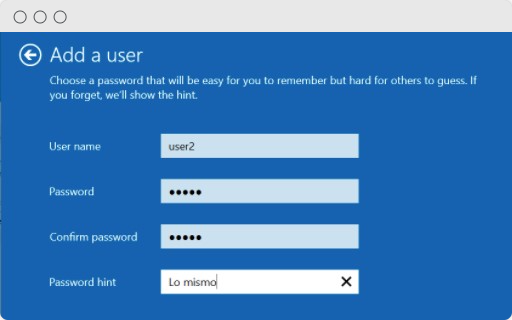 Add a user
Choose a password that will be easy for you to remember but hard for others to guess. If
you forget, we'll show the hint.
User name user2
Password •••••
Confirm password •••••
Password hint Lo mismo